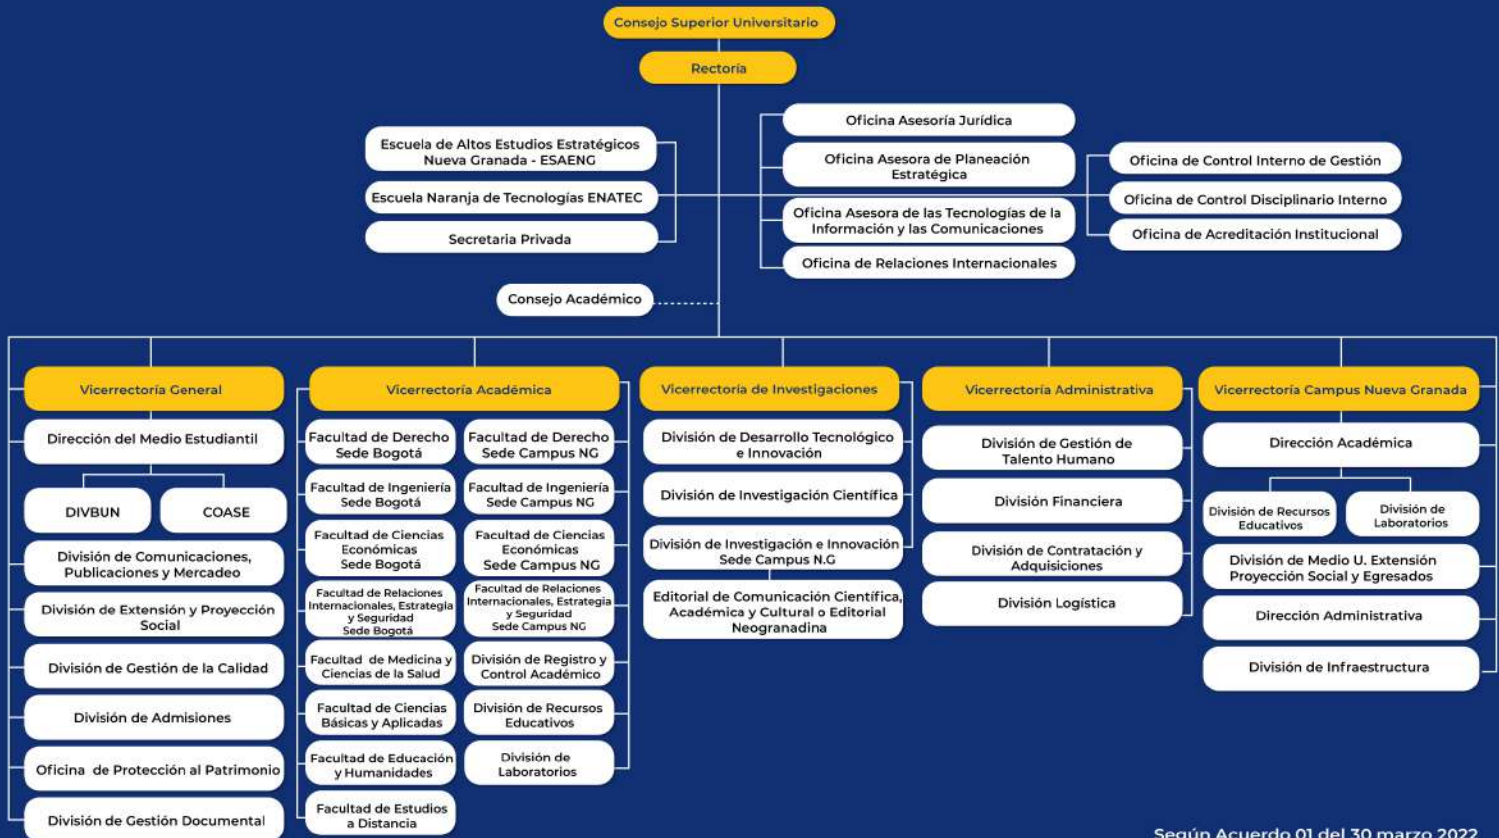 Consejo Superior Universitario
Rectoría
Escuela de Altos Estudios Estratégicos
Nueva Granada - ESAENG
Escuela Naranja de Tecnologías ENATEC
Secretaria Privada
Oficina Asesoría Jurídica
Oficina Asesora de Planeación
Estratégica
Oficina Asesora de las Tecnologías de la
Información y las Comunicaciones
Oficina de Relaciones Internacionales
Oficina de Control Interno de Gestión
Oficina de Control Disciplinario Interno
Oficina de Acreditación Institucional
Consejo Académico
Vicerrectoría General
Dirección del Medio Estudiantil
DIVBUN
COASE
División de Comunicaciones,
Publicaciones y Mercadeo
División de Extensión y Proyección
Social
División de Gestión de la Calidad
División de Admisiones
Oficina de Protección al Patrimonio
División de Gestión Documental
Vicerrectoría Académica
Facultad de Derecho
Sede Bogotá
Facultad de Ingeniería
Sede Bogotá
Facultad de Ciencias
Económicas
Sede Bogotá
Facultad de Relaciones
Internacionales, Estrategia
y Seguridad
Sede Bogotá
Facultad de Medicina y
Ciencias de la Salud
Facultad de Ciencias
Básicas y Aplicadas
Facultad de Educación
y Humanidades
Facultad de Estudios
a Distancia
Facultad de Derecho
Sede Campus NG
Facultad de Ingeniería
Sede Campus NG
Facultad de Ciencias
Económicas
Sede Campus NG
Facultad de Relaciones
Internacionales, Estrategia
y Seguridad
Sede Campus NG
División de Registro y
Control Académico
División de Recursos
Educativos
División de
Laboratorios
Vicerrectoría de Investigaciones
División de Desarrollo Tecnológico
e Innovación
División de Investigación Científica
División de Investigación e Innovación
Sede Campus N.G
Editorial de Comunicación Científica,
Académica y Cultural o Editorial
Neogranadina
Vicerrectoría Administrativa
División de Gestión de
Talento Humano
División Financiera
División de Contratación y
Adquisiciones
División Logística
Vicerrectoría Campus Nueva Granada
Dirección Académica
División de Recursos
Educativos
División de
Laboratorios
División de Medio U. Extensión
Proyección Social y Egresados
Dirección Administrativa
División de Infraestructura
Según Acuerdo 01 del 30 marzo 2022